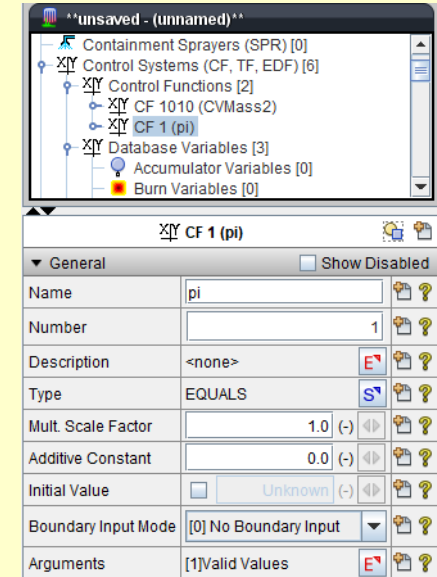 **unsaved - (unnamed)**
Containment Sprayers (SPR) [0]
Control Systems (CF, TF, EDF) [6]
Control Functions [2]
CF 1010 (CVMass2)
CF 1 (pi)
Database Variables [3]
Accumulator Variables [0]
Burn Variables [0]
CF 1 (pi)
General Show Disabled
Name pi
Number 1
Description <none> E
Type EQUALS S
Mult. Scale Factor 1.0 (-)
Additive Constant 0.0 (-)
Initial Value Unknown (-)
Boundary Input Mode [0] No Boundary Input
Arguments [1]Valid Values E